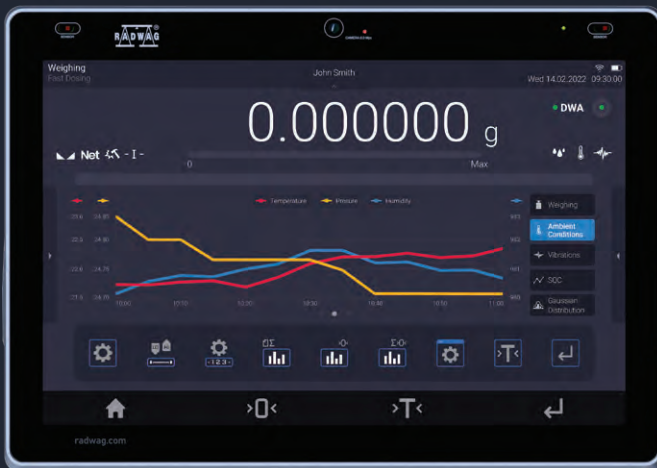 RADWAG
Weighing
Fast Dosing
John Smith
Wed 14.02.2022 09:30:00
0.000000 g
DWA
Net
0
Max
Temperature
Pressure
Humidity
Weighing
Ambient
Conditions
Vibrations
SQC
Gaussian
Distribution
10:00
10:10
10:20
10:30
10:40
10:50
11:00
>0<
>T<
radwag.com